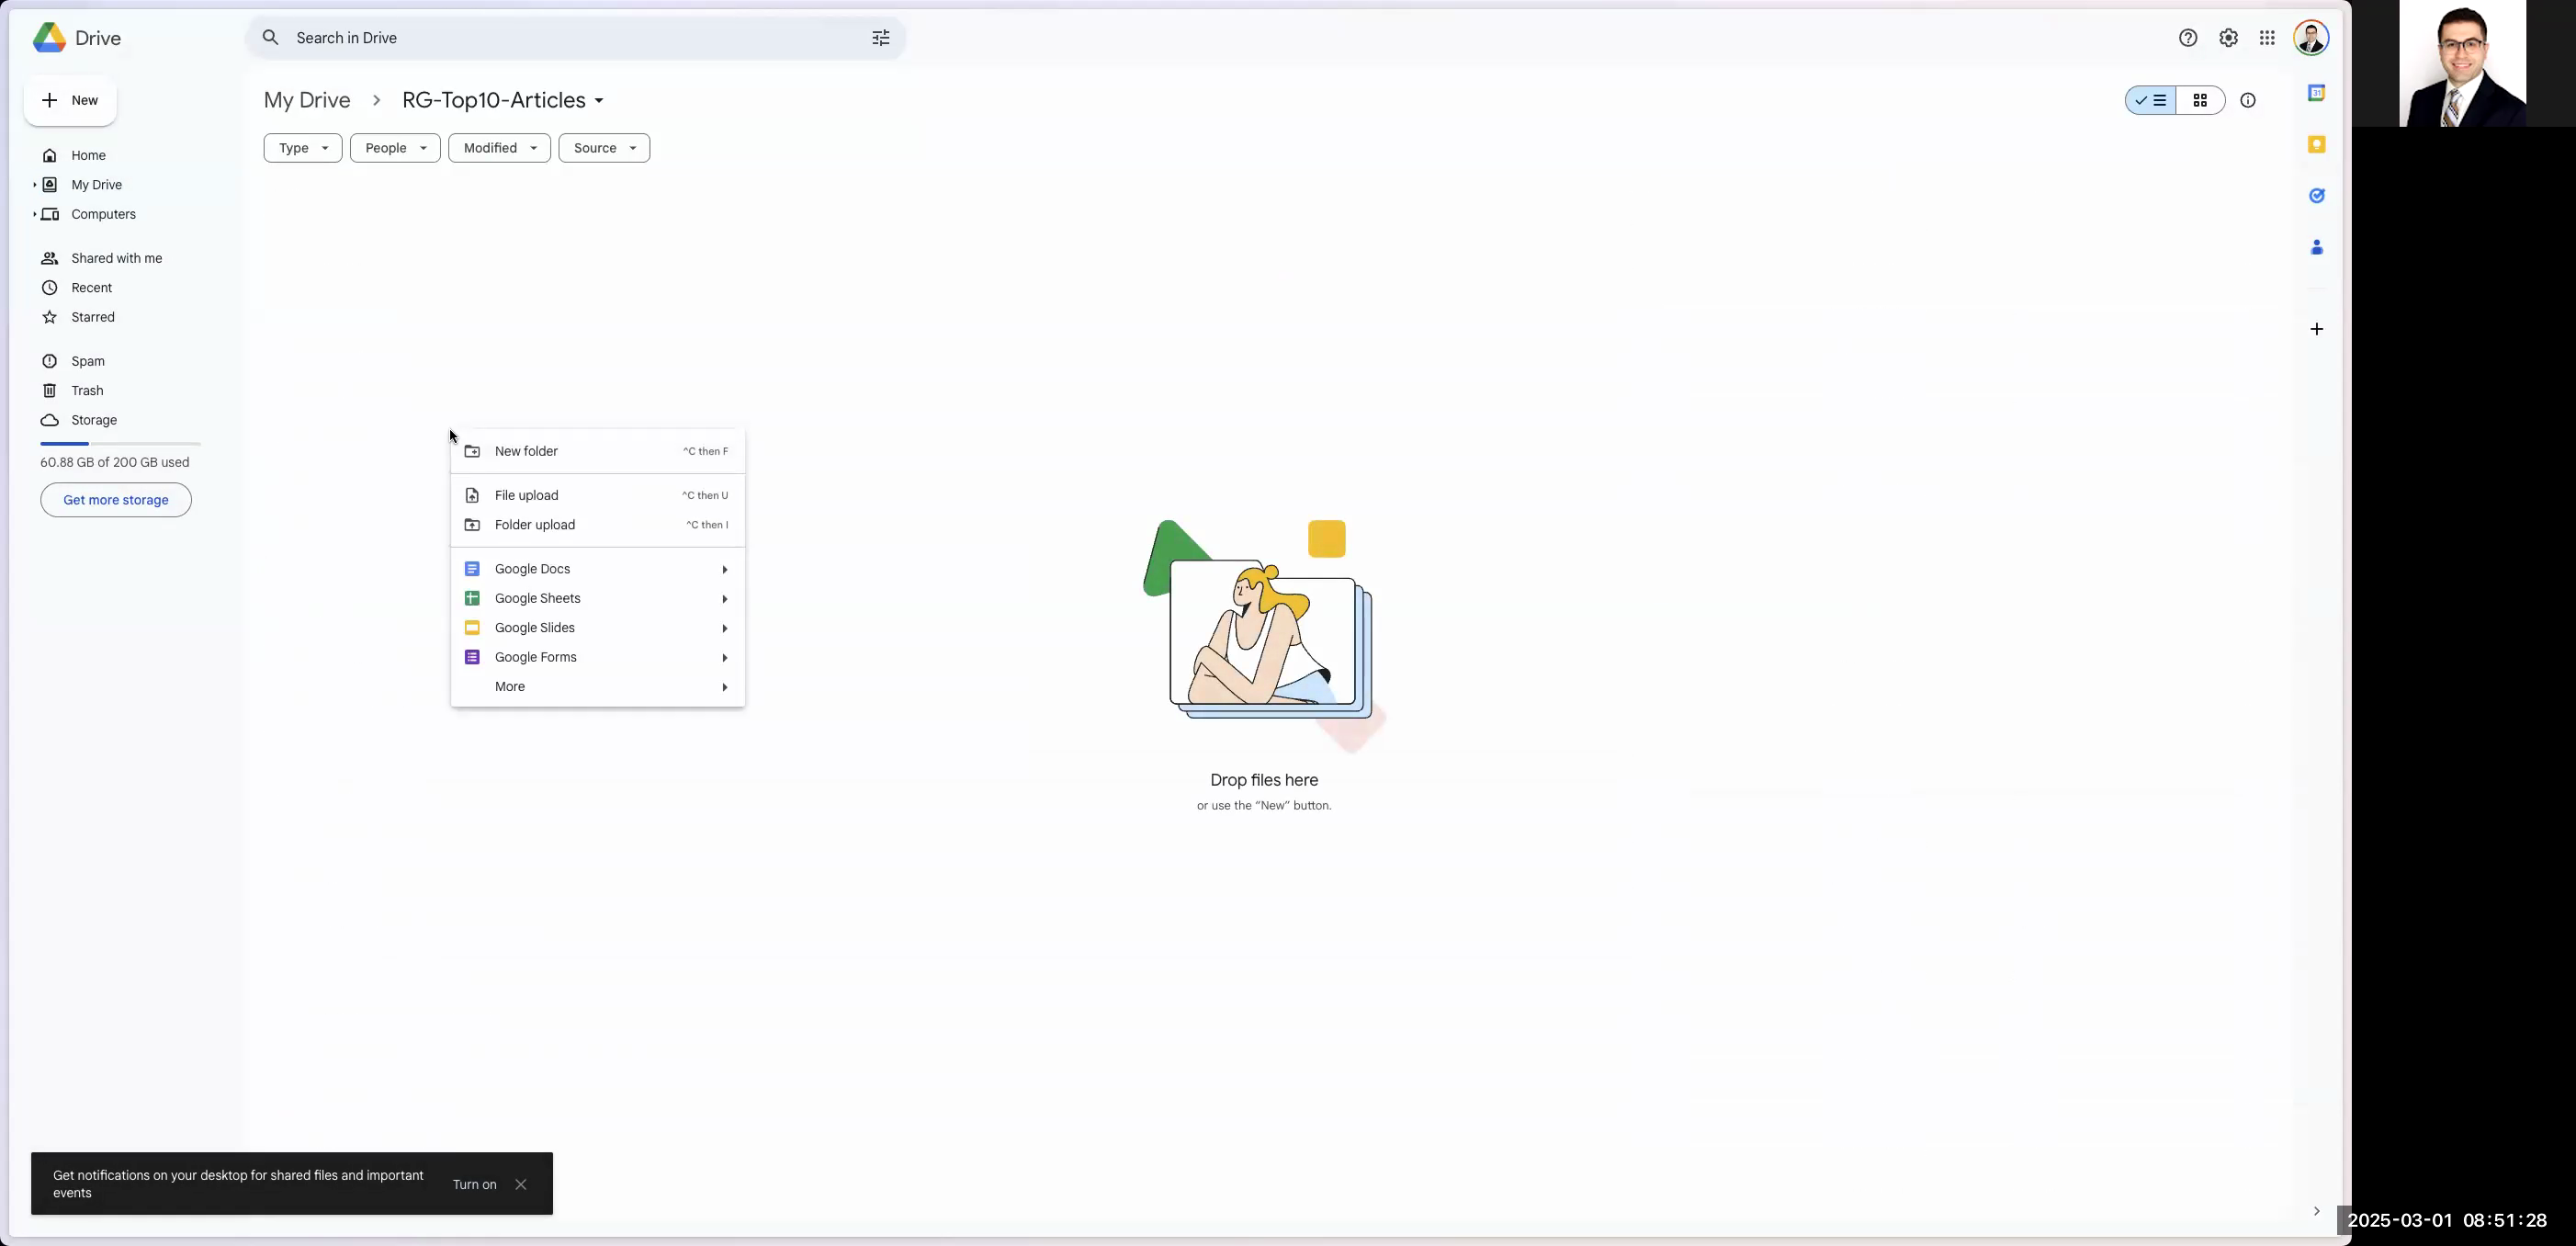 Drive
Search in Drive
New
My Drive
RG-Top10-Articles
Type
People
Modified
Source
Home
My Drive
Computers
Shared with me
Recent
Starred
Spam
Trash
Storage
60.88 GB of 200 GB used
Get more storage
New folder ^C then F
File upload ^C then U
Folder upload ^C then I
Google Docs
Google Sheets
Google Slides
Google Forms
More
Drop files here
or use the “New” button.
Get notifications on your desktop for shared files and important
events
Turn on
31
2025-03-01 08:51:28